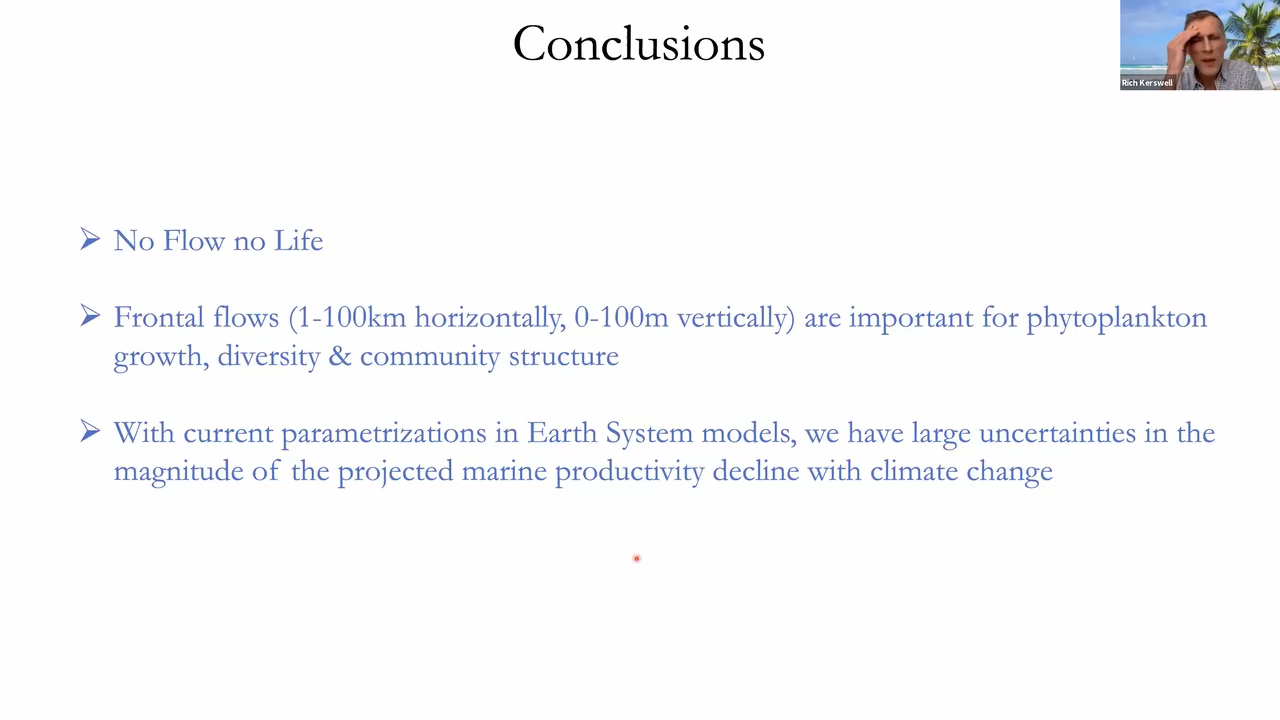 Conclusions
Rich Kerswell
➤ No Flow no Life
➤ Frontal flows (1-100km horizontally, 0-100m vertically) are important for phytoplankton
growth, diversity & community structure
➤ With current parametrizations in Earth System models, we have large uncertainties in the
magnitude of the projected marine productivity decline with climate change